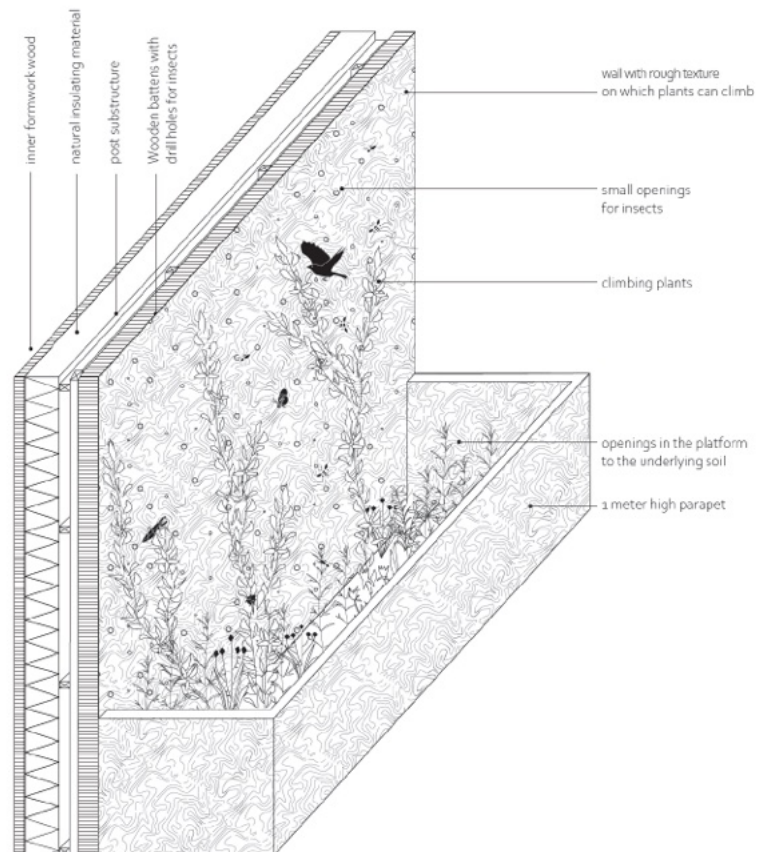 inner formwork wood
natural insulating material
post substructure
Wooden battens with
drill holes for insects
wall with rough texture
on which plants can climb
small openings
for insects
climbing plants
openings in the platform
to the underlying soil
1 meter high parapet